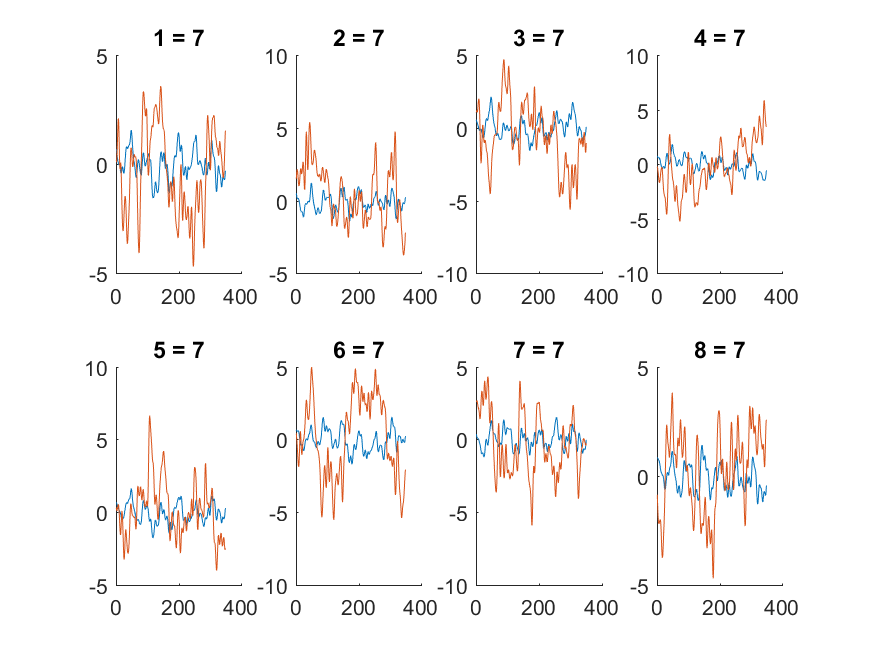 1 = 7 2 = 7 3 = 7 4 = 7
5 10 5 10
0 5 0 5
-5 0 -5 0
-5 -10 -5
-10
0 200 400 0 200 400 0 200 400 0 200 400
5 = 7 6 = 7 7 = 7 8 = 7
10 5 5 5
5 0 0 0
0 -5 -5
-5 -10 -10 -5
0 200 400 0 200 400 0 200 400 0 200 400